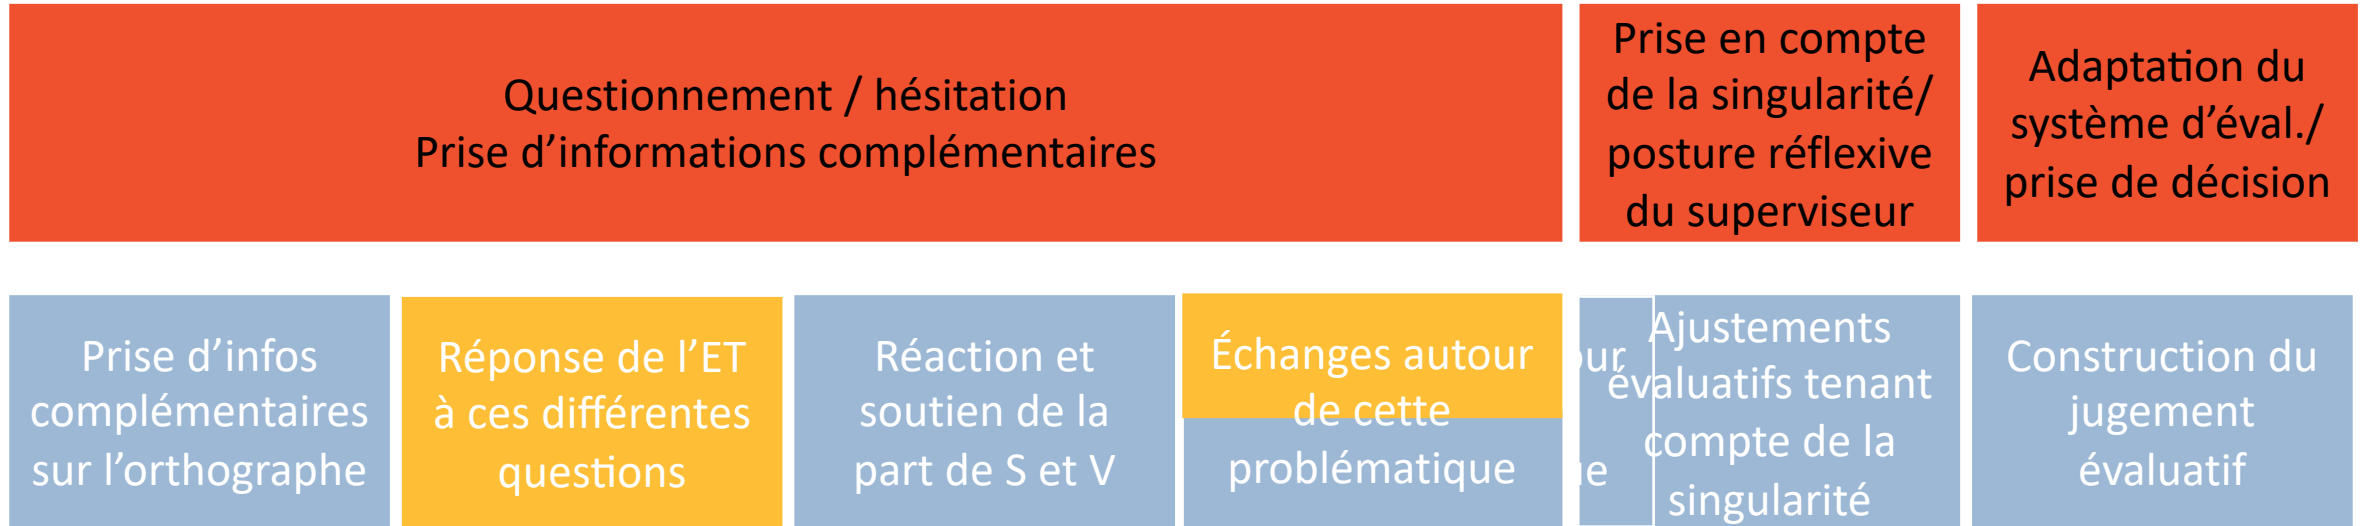 Questionnement / hésitation
Prise d’informations complémentaires
Prise en compte
de la singularité/
posture réflexive
du superviseur
Adaptation du
système d’éval./
prise de décision
Prise d’infos
complémentaires
sur l’orthographe
Réponse de l’ET
à ces différentes
questions
Réaction et
soutien de la
part de S et V
Échanges autour
de cette
problématique
Ajustements
évaluatifs tenant
compte de la
singularité
Construction du
jugement
évaluatif